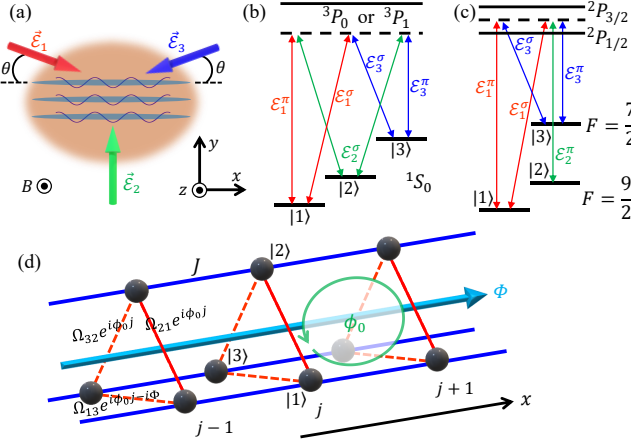 (a)
ℰ⃗₁
ℰ⃗₃
θ
θ
ℰ⃗₂
B
y
z
x
(b)
³P₀ or ³P₁
ℰ₁^π
ℰ₁^σ
ℰ₃^σ
ℰ₃^π
ℰ₂^σ
|3⟩
|2⟩
¹S₀
|1⟩
(c)
²P₃/₂
²P₁/₂
ℰ₃^σ
ℰ₁^π
ℰ₁^σ
ℰ₃^π
|3⟩
F = 7/2
ℰ₂^π
|2⟩
F = 9/2
|1⟩
(d)
J
|2⟩
Φ
Ω₃₂e^{iϕ₀j}
Ω₂₁e^{iϕ₀j}
ϕ₀
|3⟩
Ω₁₃e^{iϕ₀j−iΦ}
|1⟩
j
j + 1
j − 1
x